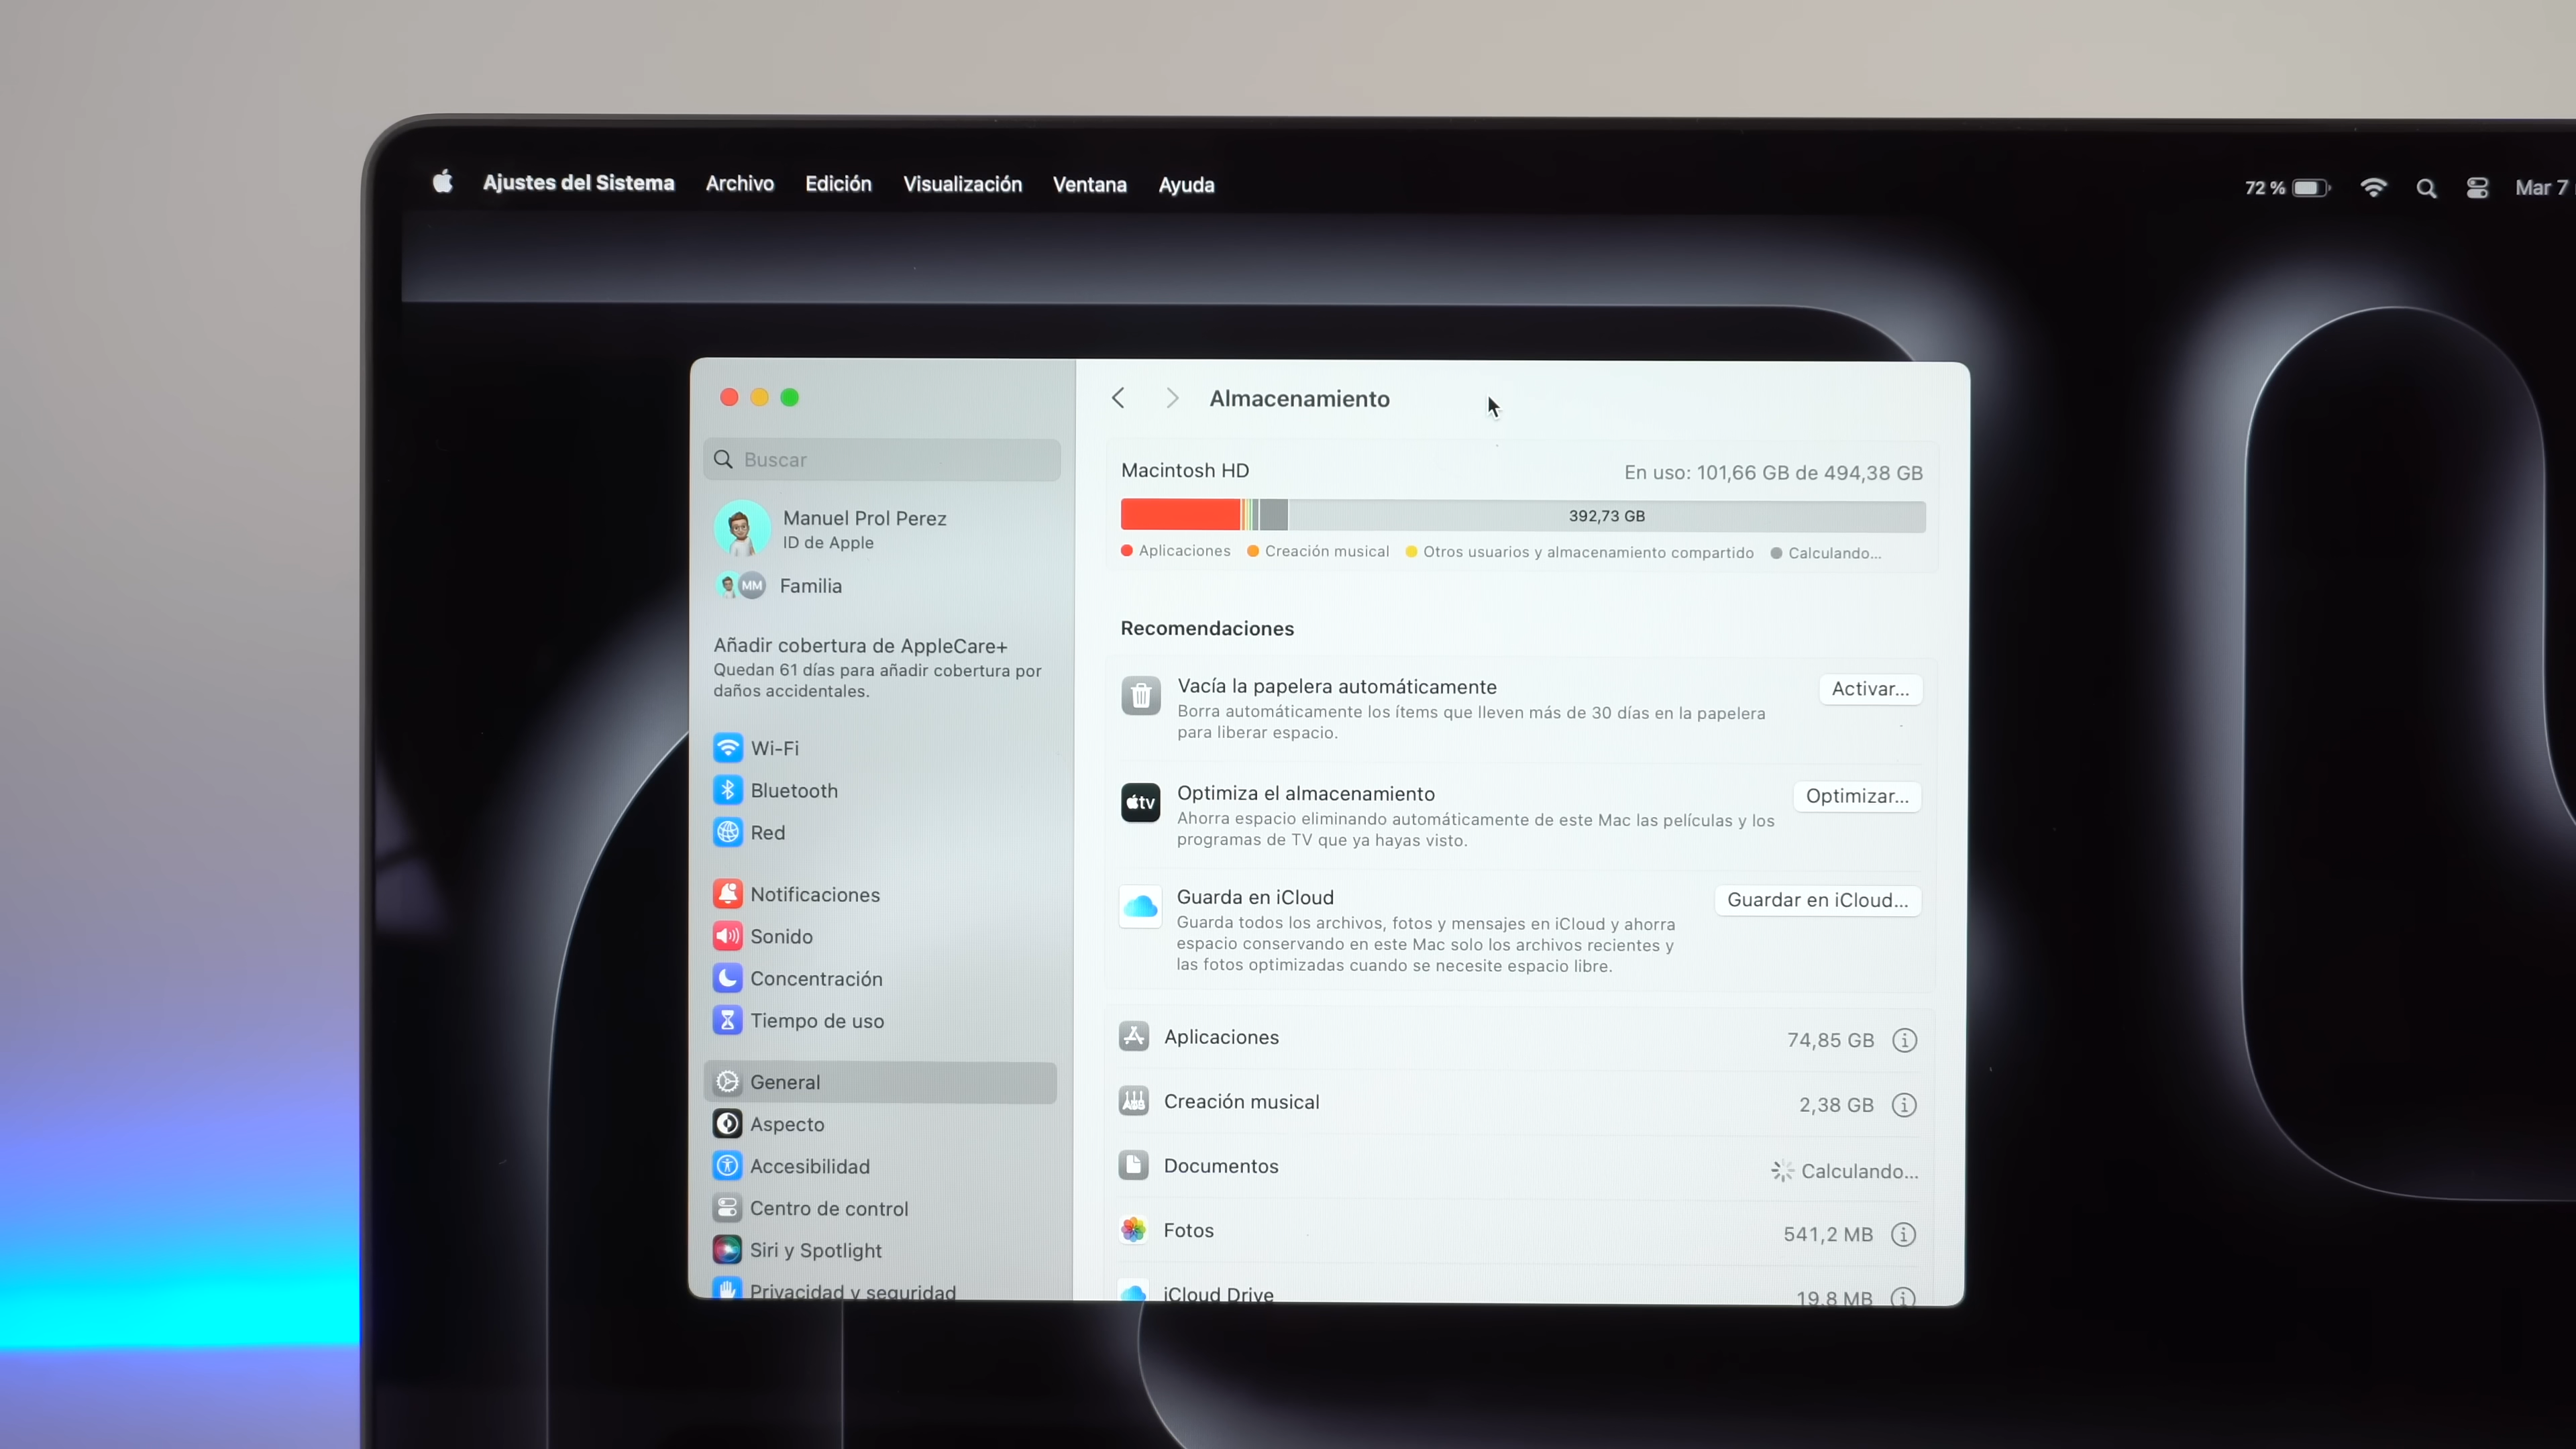 Ajustes del Sistema Archivo Edición Visualización Ventana Ayuda
72 % Mar 7
Almacenamiento
Buscar
Manuel Prol Perez
ID de Apple
MM Familia
Añadir cobertura de AppleCare+
Quedan 61 días para añadir cobertura por
daños accidentales.
Wi-Fi
Bluetooth
Red
Notificaciones
Sonido
Concentración
Tiempo de uso
General
Aspecto
Accesibilidad
Centro de control
Siri y Spotlight
Privacidad y seguridad
Macintosh HD En uso: 101,66 GB de 494,38 GB
392,73 GB
Aplicaciones Creación musical Otros usuarios y almacenamiento compartido Calculando...
Recomendaciones
Vacía la papelera automáticamente Activar...
Borra automáticamente los ítems que lleven más de 30 días en la papelera
para liberar espacio.
tv
Optimiza el almacenamiento Optimizar...
Ahorra espacio eliminando automáticamente de este Mac las películas y los
programas de TV que ya hayas visto.
Guarda en iCloud Guardar en iCloud...
Guarda todos los archivos, fotos y mensajes en iCloud y ahorra
espacio conservando en este Mac solo los archivos recientes y
las fotos optimizadas cuando se necesite espacio libre.
Aplicaciones 74,85 GB
Creación musical 2,38 GB
Documentos Calculando...
Fotos 541,2 MB
iCloud Drive 19,8 MB